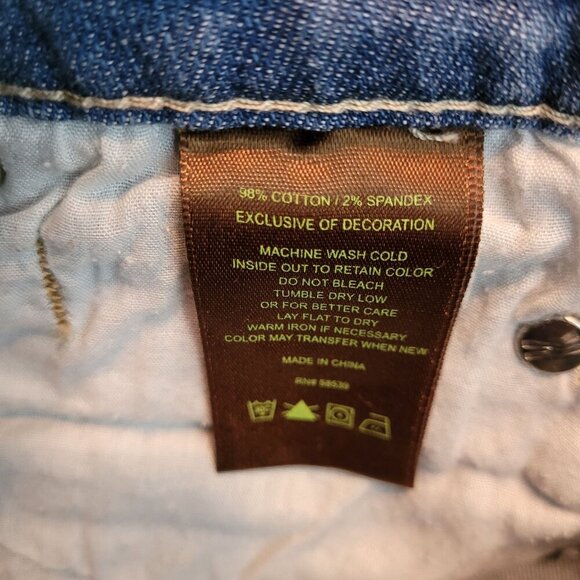 98% COTTON / 2% SPANDEX
EXCLUSIVE OF DECORATION
MACHINE WASH COLD
INSIDE OUT TO RETAIN COLOR
DO NOT BLEACH
TUMBLE DRY LOW
OR FOR BETTER CARE
LAY FLAT TO DRY
WARM IRON IF NECESSARY
COLOR MAY TRANSFER WHEN NEW
MADE IN CHINA
RN#